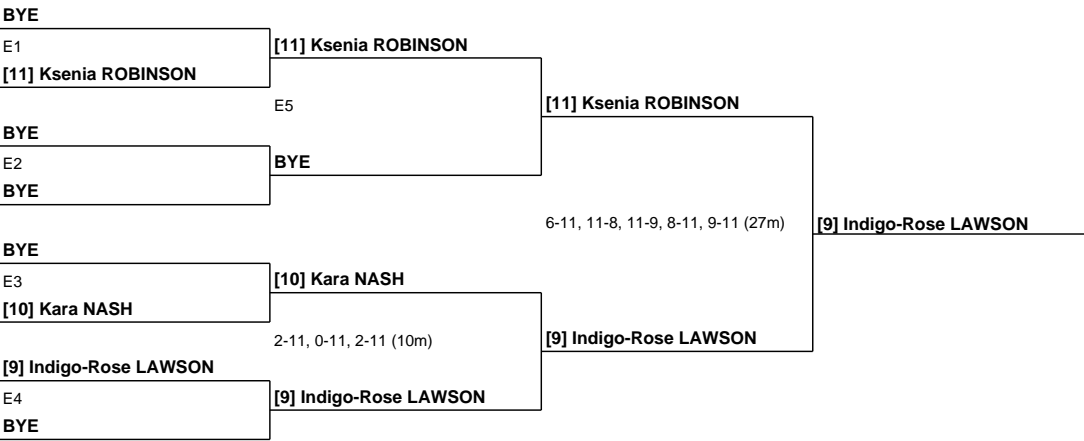 BYE
E1
[11] Ksenia ROBINSON
[11] Ksenia ROBINSON
E5
[11] Ksenia ROBINSON
BYE
E2
BYE
BYE
6-11, 11-8, 11-9, 8-11, 9-11 (27m)
[9] Indigo-Rose LAWSON
BYE
E3
[10] Kara NASH
[10] Kara NASH
2-11, 0-11, 2-11 (10m)
[9] Indigo-Rose LAWSON
[9] Indigo-Rose LAWSON
E4
BYE
[9] Indigo-Rose LAWSON